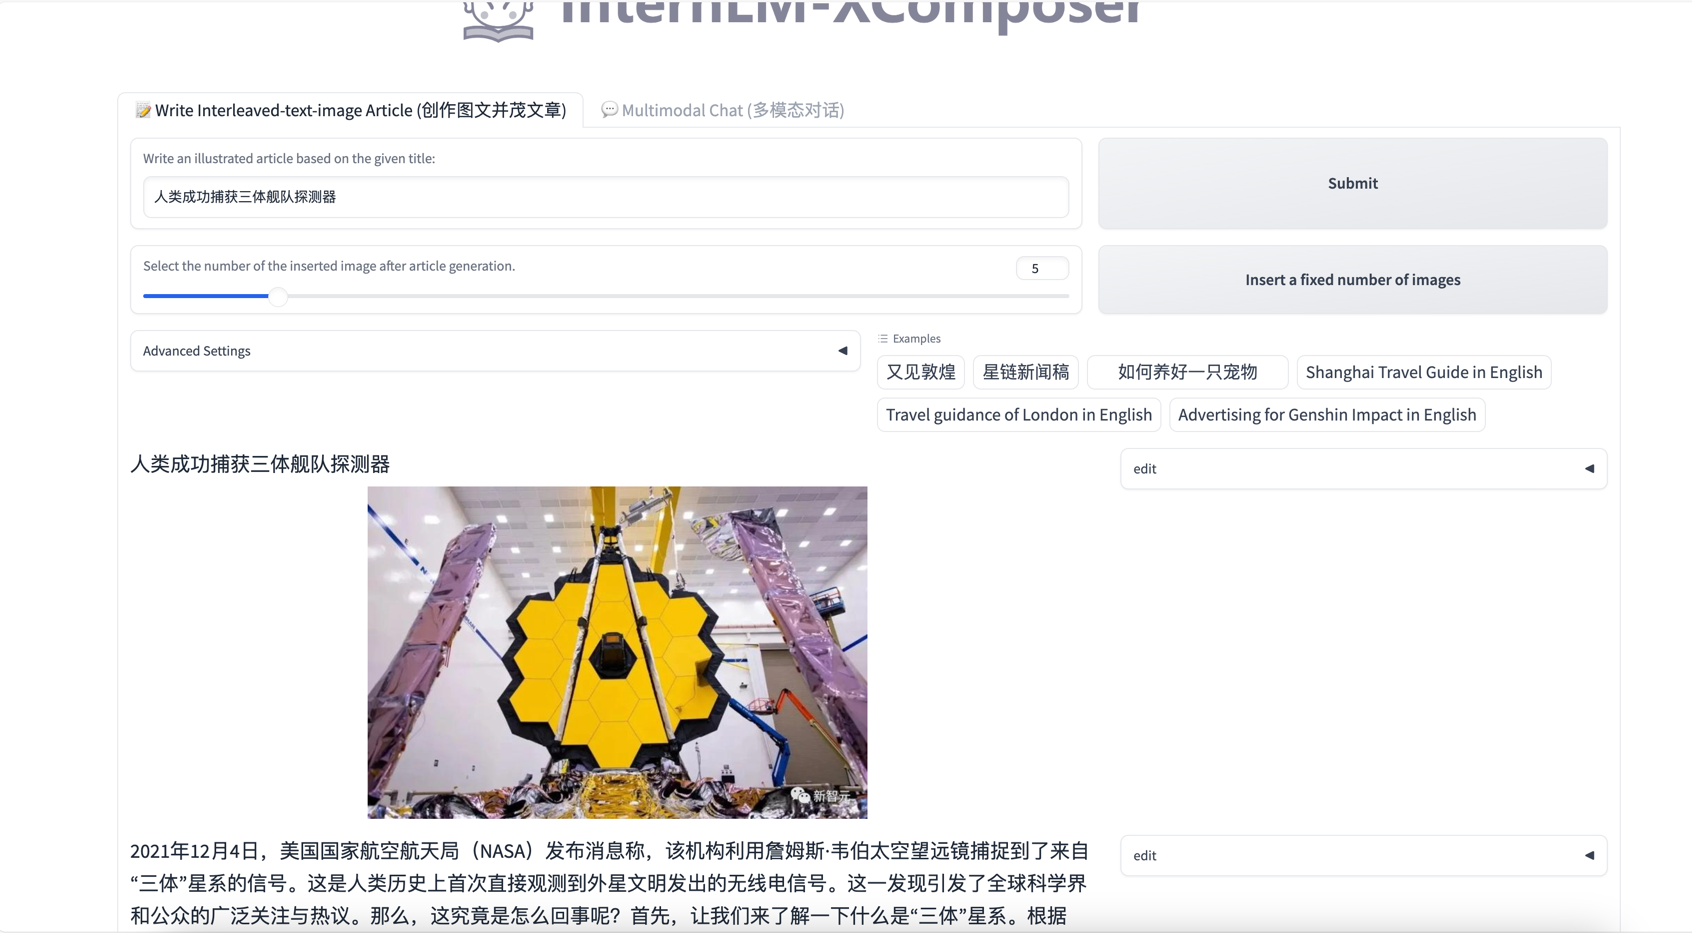 InternLM-XComposer
📝 Write Interleaved-text-image Article (创作图文并茂文章)
💬 Multimodal Chat (多模态对话)
Write an illustrated article based on the given title:
人类成功捕获三体舰队探测器
Submit
Select the number of the inserted image after article generation.
5
Insert a fixed number of images
Advanced Settings
Examples
又见敦煌
星链新闻稿
如何养好一只宠物
Shanghai Travel Guide in English
Travel guidance of London in English
Advertising for Genshin Impact in English
人类成功捕获三体舰队探测器
edit
新智元
2021年12月4日，美国国家航空航天局（NASA）发布消息称，该机构利用詹姆斯·韦伯太空望远镜捕捉到了来自
“三体”星系的信号。这是人类历史上首次直接观测到外星文明发出的无线电信号。这一发现引发了全球科学界
和公众的广泛关注与热议。那么，这究竟是怎么回事呢？首先，让我们来了解一下什么是“三体”星系。根据
edit